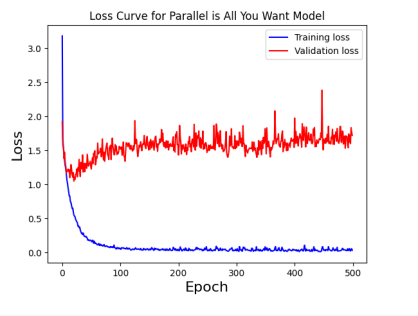 Loss Curve for Parallel is All You Want Model
Training loss
Validation loss
3.0
2.5
2.0
1.5
1.0
0.5
0.0
Loss
0 100 200 300 400 500
Epoch